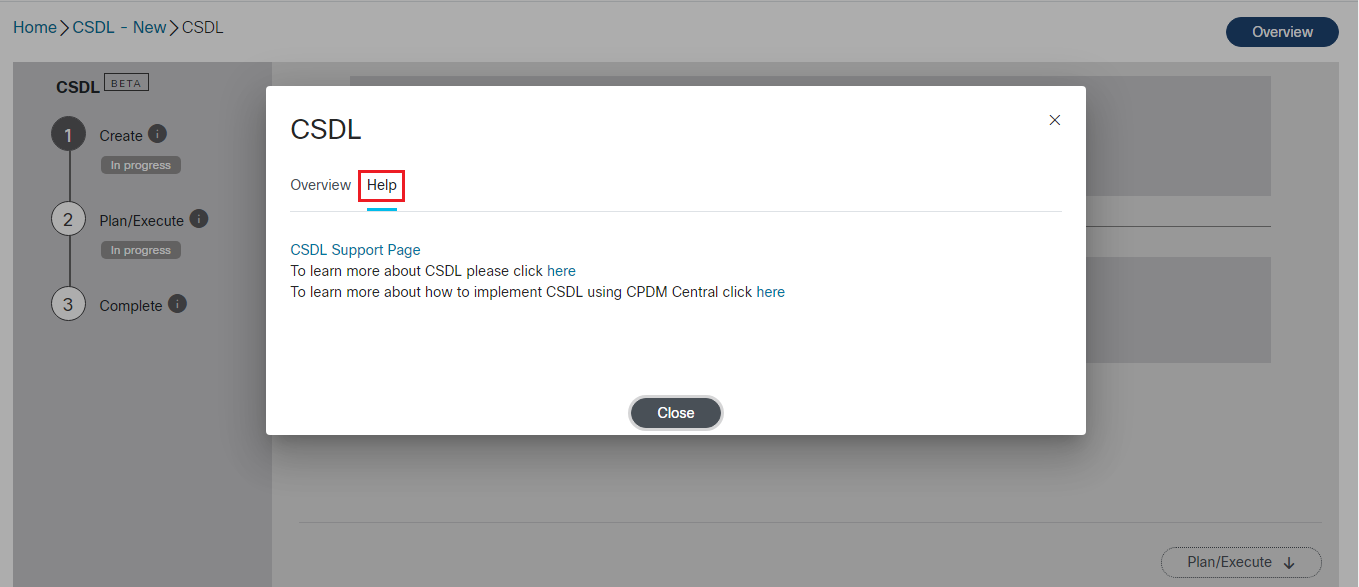 Home > CSDL - New > CSDL
Overview
CSDL BETA
1 Create i
In progress
2 Plan/Execute i
In progress
3 Complete i
CSDL
Overview Help
CSDL Support Page
To learn more about CSDL please click here
To learn more about how to implement CSDL using CPDM Central click here
Close
Plan/Execute ↓